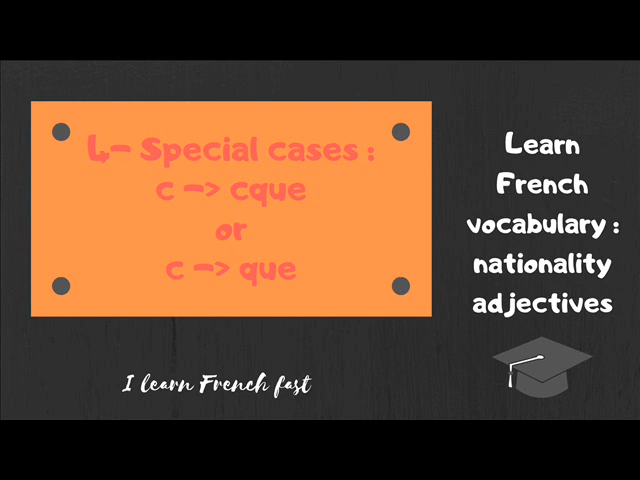 4- Special cases :
c -> cque
or
c -> que
Learn
French
vocabulary :
nationality
adjectives
I learn French fast